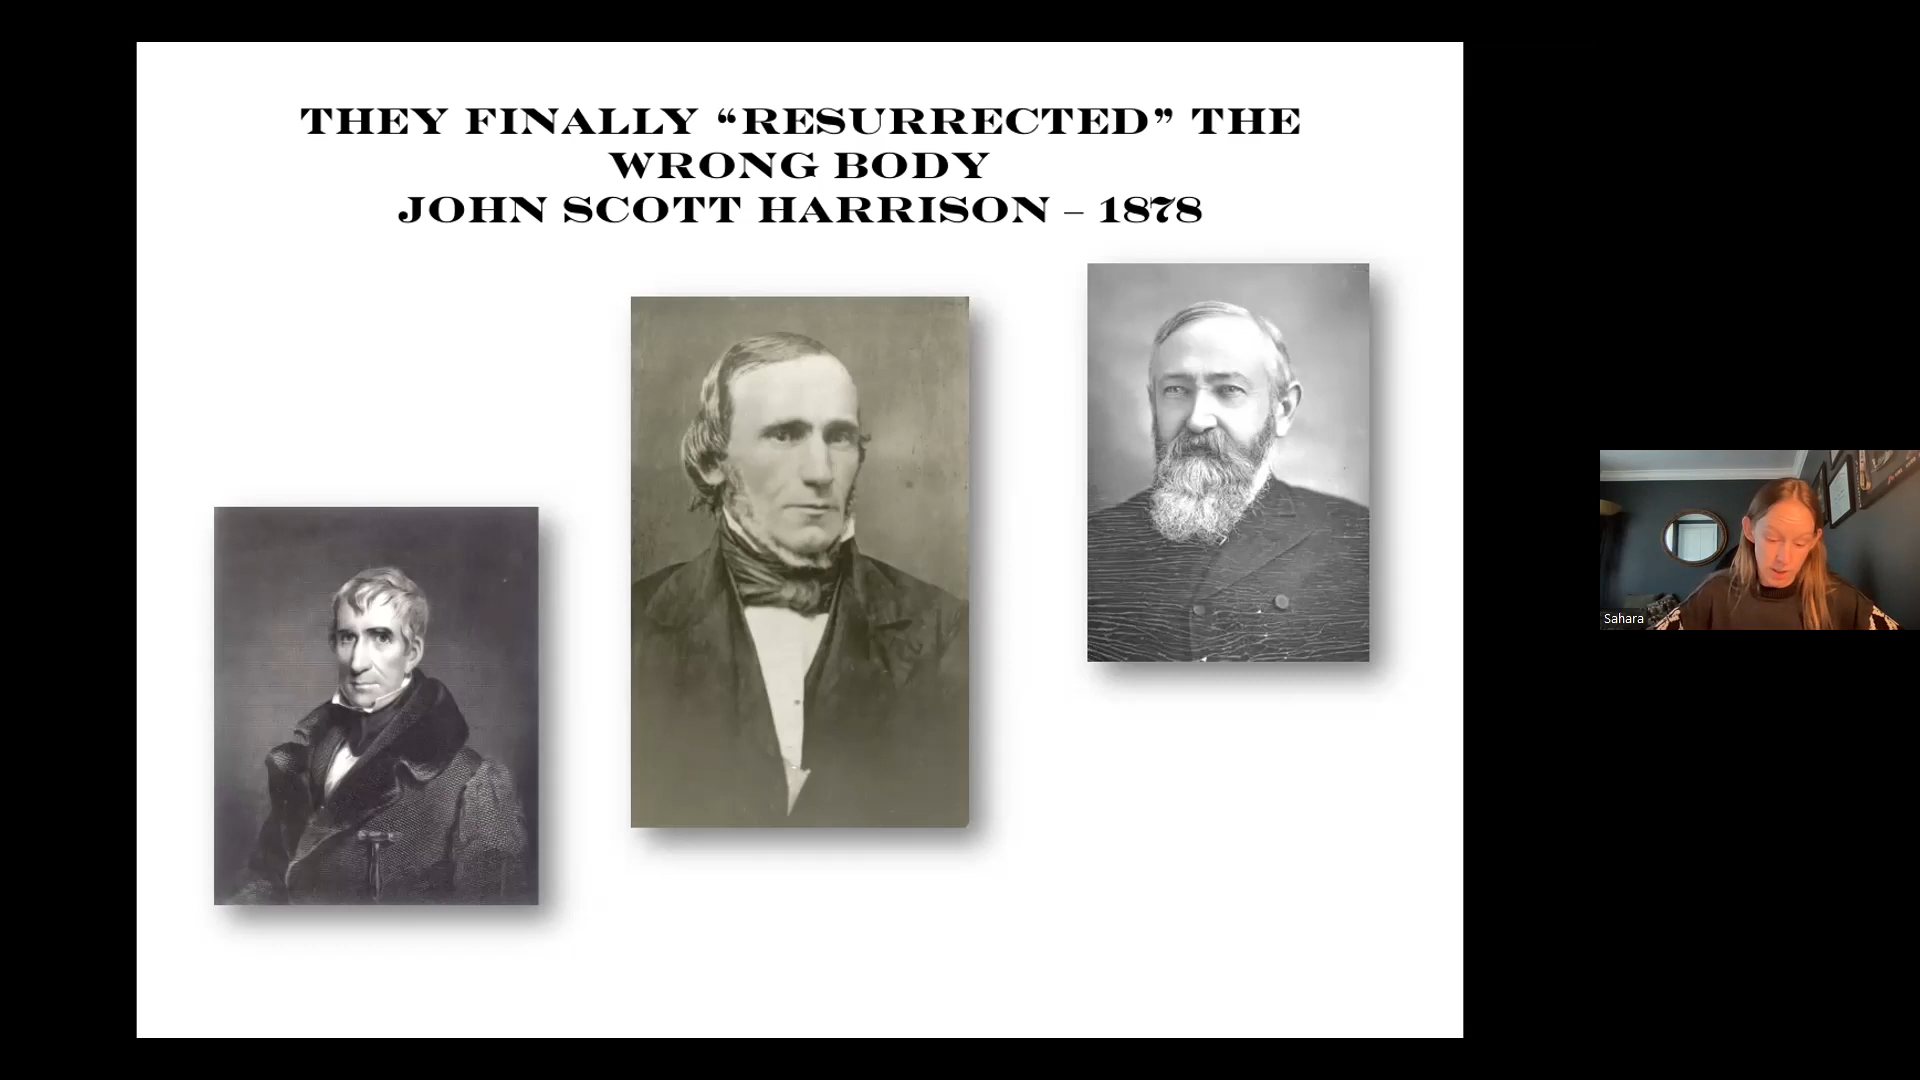 THEY FINALLY “RESURRECTED” THE
WRONG BODY
JOHN SCOTT HARRISON – 1878
Sahara